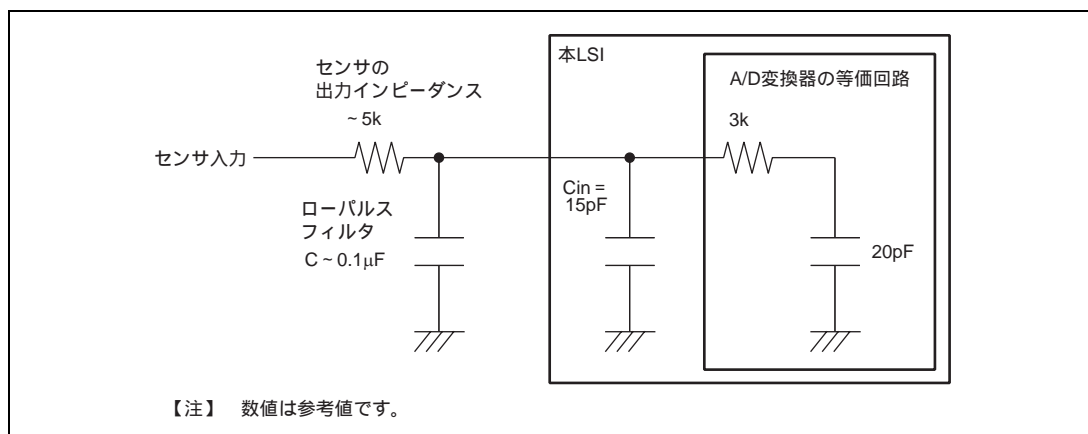 本LSI
センサの
出力インピーダンス
~ 5k
A/D変換器の等価回路
3k
センサ入力
Cin =
15pF
ローパルス
フィルタ
C ~ 0.1μF
20pF
【注】 数値は参考値です。